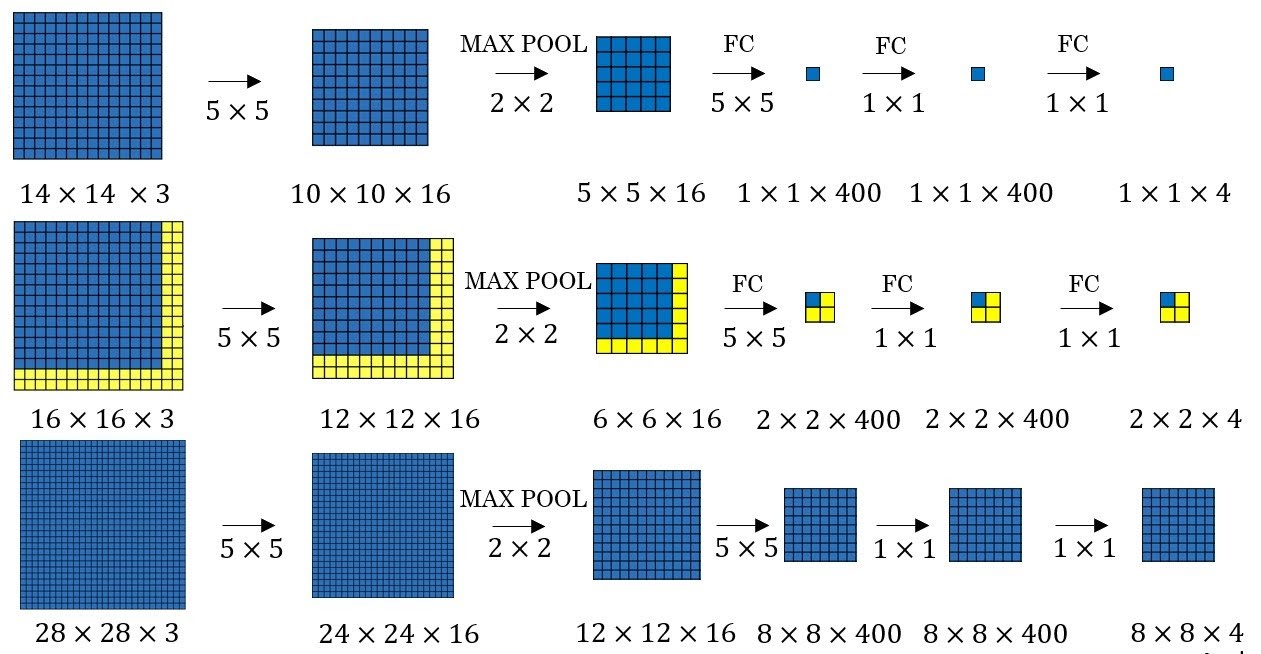 MAX POOL FC FC FC
5 × 5 2 × 2 5 × 5 1 × 1 1 × 1
14 × 14 × 3 10 × 10 × 16 5 × 5 × 16 1 × 1 × 400 1 × 1 × 400 1 × 1 × 4
MAX POOL FC FC FC
5 × 5 2 × 2 5 × 5 1 × 1 1 × 1
16 × 16 × 3 12 × 12 × 16 6 × 6 × 16 2 × 2 × 400 2 × 2 × 400 2 × 2 × 4
MAX POOL
5 × 5 2 × 2 5 × 5 1 × 1 1 × 1
28 × 28 × 3 24 × 24 × 16 12 × 12 × 16 8 × 8 × 400 8 × 8 × 400 8 × 8 × 4